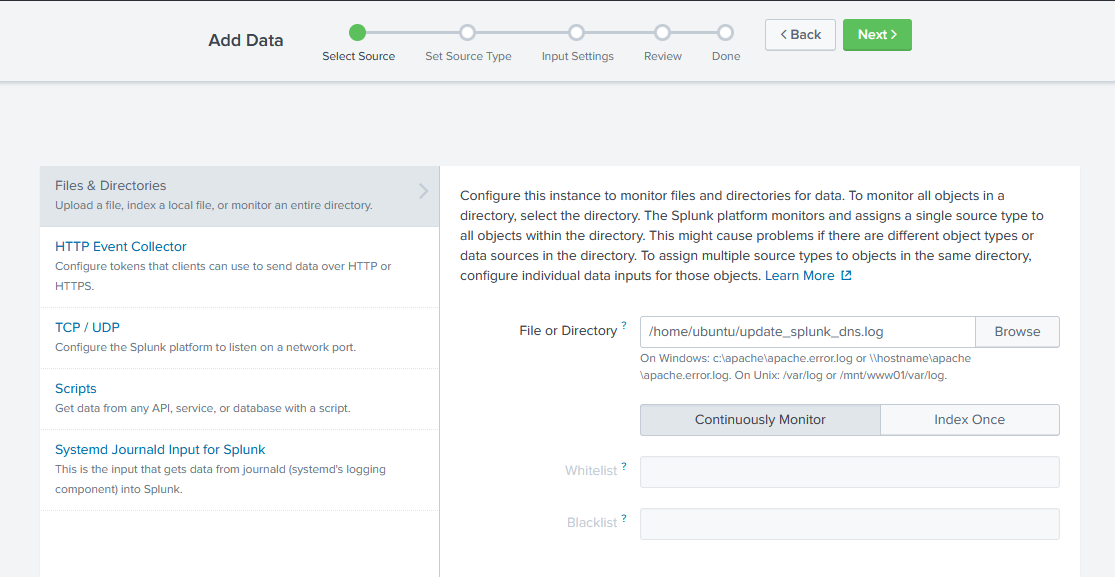 Add Data
Select Source
Set Source Type
Input Settings
Review
Done
< Back
Next >
Files & Directories
Upload a file, index a local file, or monitor an entire directory.
HTTP Event Collector
Configure tokens that clients can use to send data over HTTP or
HTTPS.
TCP / UDP
Configure the Splunk platform to listen on a network port.
Scripts
Get data from any API, service, or database with a script.
Systemd Journald Input for Splunk
This is the input that gets data from journald (systemd's logging
component) into Splunk.
Configure this instance to monitor files and directories for data. To monitor all objects in a
directory, select the directory. The Splunk platform monitors and assigns a single source type to
all objects within the directory. This might cause problems if there are different object types or
data sources in the directory. To assign multiple source types to objects in the same directory,
configure individual data inputs for those objects. Learn More
File or Directory ?
/home/ubuntu/update_splunk_dns.log
Browse
On Windows: c:\apache\apache.error.log or \\hostname\apache
\apache.error.log. On Unix: /var/log or /mnt/www01/var/log.
Continuously Monitor
Index Once
Whitelist ?
Blacklist ?